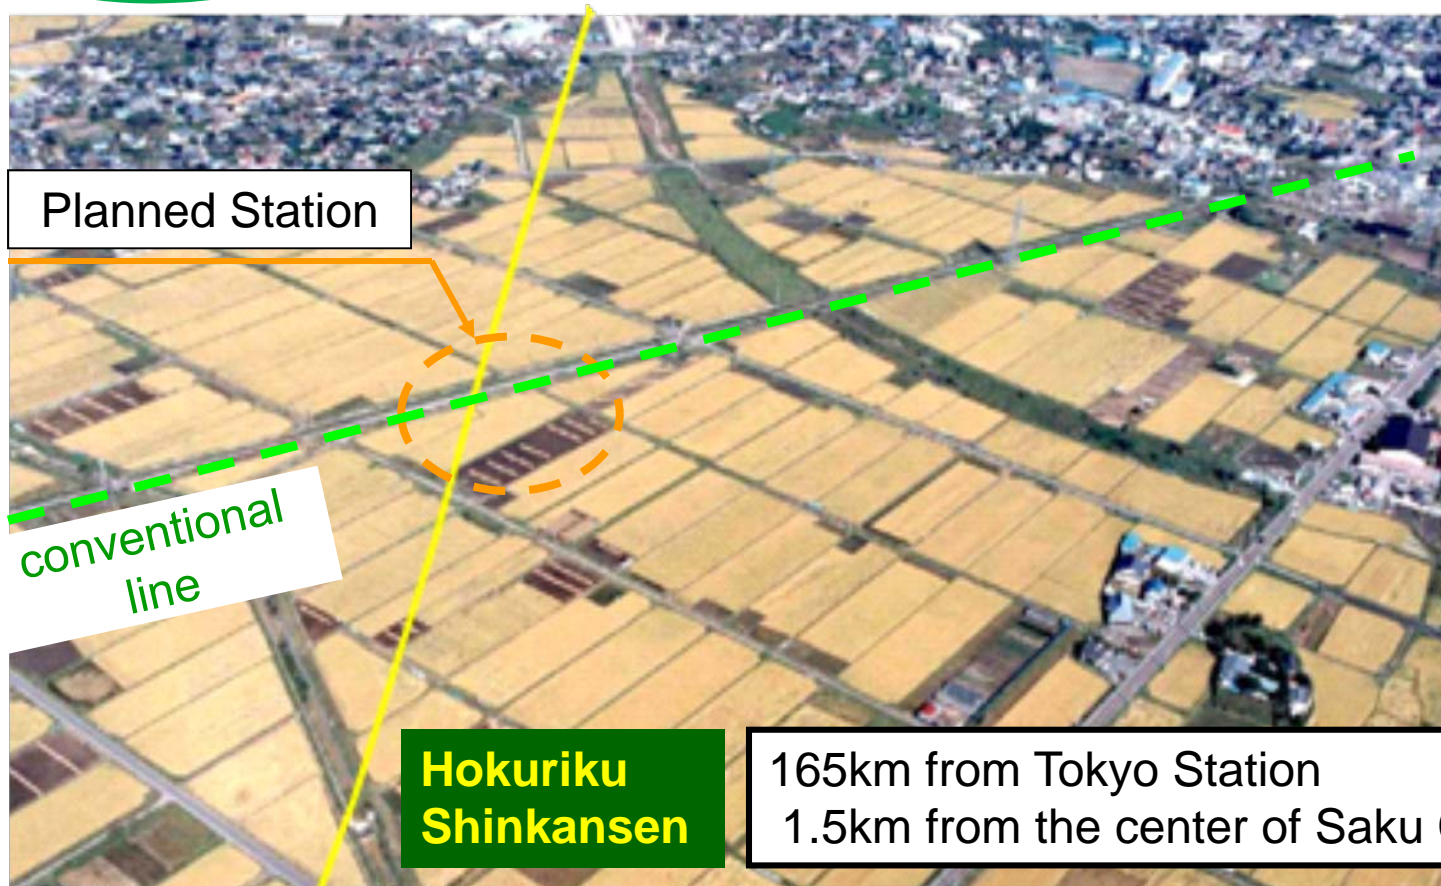 Planned Station
conventional
line
Hokuriku
Shinkansen
165km from Tokyo Station
1.5km from the center of Saku